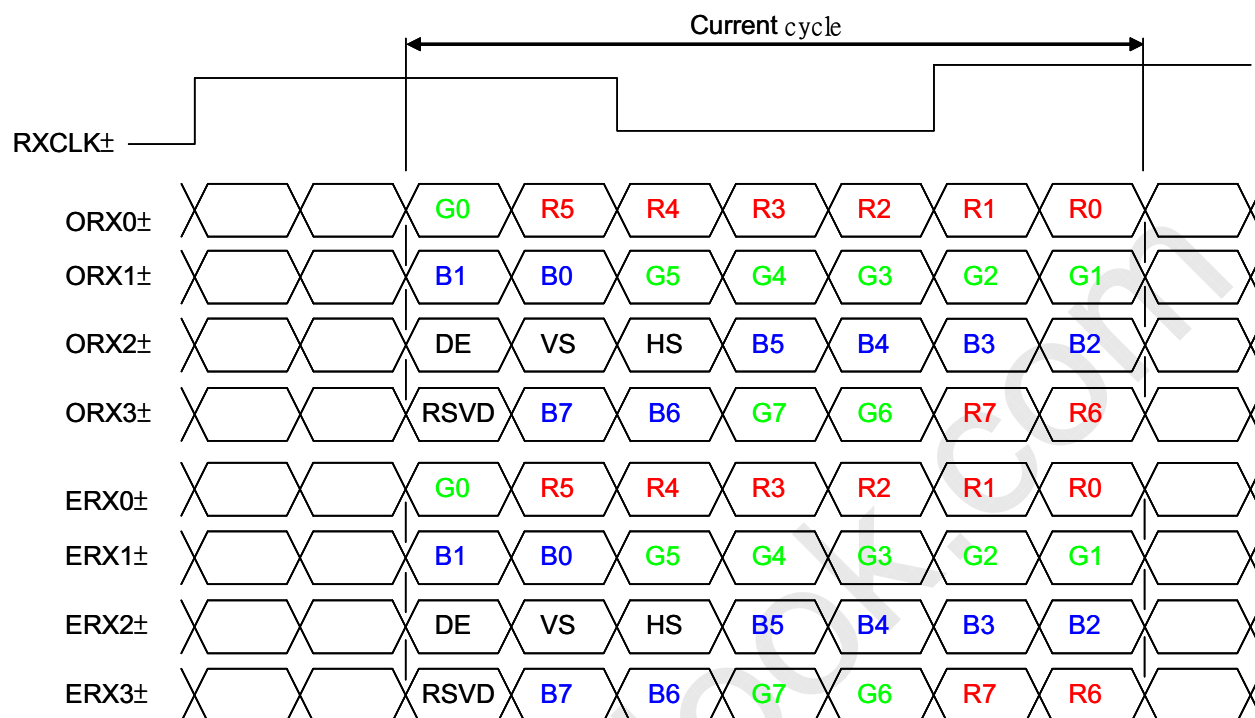 Current cycle
RXCLK±
ORX0± G0 R5 R4 R3 R2 R1 R0
ORX1± B1 B0 G5 G4 G3 G2 G1
ORX2± DE VS HS B5 B4 B3 B2
ORX3± RSVD B7 B6 G7 G6 R7 R6
ERX0± G0 R5 R4 R3 R2 R1 R0
ERX1± B1 B0 G5 G4 G3 G2 G1
ERX2± DE VS HS B5 B4 B3 B2
ERX3± RSVD B7 B6 G7 G6 R7 R6
ook.com